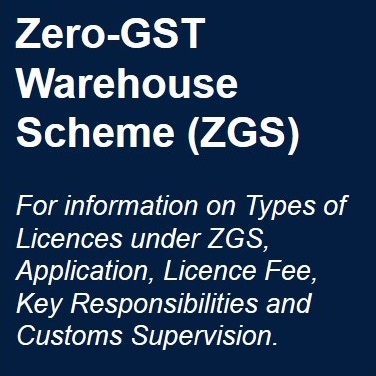 Zero-GST
Warehouse
Scheme (ZGS)
For information on Types of
Licences under ZGS,
Application, Licence Fee,
Key Responsibilities and
Customs Supervision.